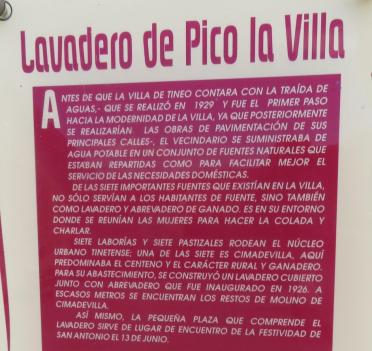 Lavadero de Pico la Villa
ANTES DE QUE LA VILLA DE TINEO CONTARA CON LA TRAÍDA DE
AGUAS,- QUE SE REALIZÓ EN 1929 Y FUE EL PRIMER PASO
HACIA LA MODERNIDAD DE LA VILLA, YA QUE POSTERIORMENTE
SE REALIZARÍAN LAS OBRAS DE PAVIMENTACIÓN DE SUS
PRINCIPALES CALLES-, EL VECINDARIO SE SUMINISTRABA DE
AGUA POTABLE EN UN CONJUNTO DE FUENTES NATURALES QUE
ESTABAN REPARTIDAS COMO PARA FACILITAR MEJOR EL
SERVICIO DE LAS NECESIDADES DOMÉSTICAS.
DE LAS SIETE IMPORTANTES FUENTES QUE EXISTÍAN EN LA VILLA,
NO SÓLO SERVÍAN A LOS HABITANTES DE FUENTE, SINO TAMBIÉN
COMO LAVADERO Y ABREVADERO DE GANADO. ES EN SU ENTORNO
DONDE SE REUNÍAN LAS MUJERES PARA HACER LA COLADA Y
CHARLAR.
SIETE LABORÍAS Y SIETE PASTIZALES RODEAN EL NÚCLEO
URBANO TINETENSE; UNA DE LAS SIETE ES CIMADEVILLA. AQUÍ
PREDOMINABA EL CENTENO Y EL CARÁCTER RURAL Y GANADERO.
PARA SU ABASTECIMIENTO, SE CONSTRUYÓ UN LAVADERO CUBIERTO
JUNTO CON ABREVADERO QUE FUE INAUGURADO EN 1926. A
ESCASOS METROS SE ENCUENTRAN LOS RESTOS DE MOLINO DE
CIMADEVILLA.
ASÍ MISMO, LA PEQUEÑA PLAZA QUE COMPRENDE EL
LAVADERO SIRVE DE LUGAR DE ENCUENTRO DE LA FESTIVIDAD DE
SAN ANTONIO EL 13 DE JUNIO.